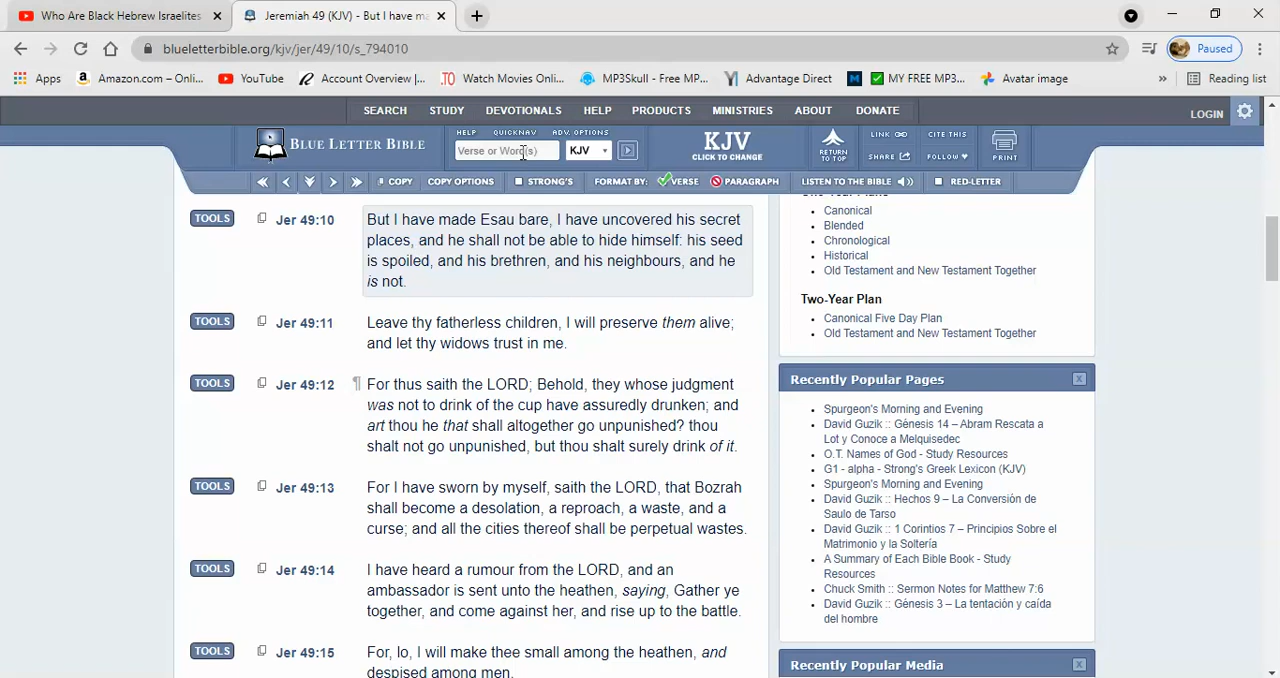 Who Are Black Hebrew Israelites
Jeremiah 49 (KJV) - But I have ma
blueletterbible.org/kjv/jer/49/10/s_794010
Paused
Apps
Amazon.com – Onli...
YouTube
Account Overview |...
Watch Movies Onli...
MP3Skull - Free MP...
Advantage Direct
MY FREE MP3...
Avatar image
»
Reading list
SEARCH
STUDY
DEVOTIONALS
HELP
PRODUCTS
MINISTRIES
ABOUT
DONATE
LOGIN
BLUE LETTER BIBLE
HELP
QUICKNAV
ADV. OPTIONS
Verse or Word(s)
KJV
KJV
CLICK TO CHANGE
RETURN
TO TOP
LINK
CITE THIS
SHARE
FOLLOW
PRINT
COPY
COPY OPTIONS
STRONG'S
FORMAT BY:
VERSE
PARAGRAPH
LISTEN TO THE BIBLE
RED-LETTER
TOOLS
Jer 49:10
But I have made Esau bare, I have uncovered his secret
places, and he shall not be able to hide himself: his seed
is spoiled, and his brethren, and his neighbours, and he
is not.
TOOLS
Jer 49:11
Leave thy fatherless children, I will preserve them alive;
and let thy widows trust in me.
TOOLS
Jer 49:12
¶ For thus saith the LORD; Behold, they whose judgment
was not to drink of the cup have assuredly drunken; and
art thou he that shall altogether go unpunished? thou
shalt not go unpunished, but thou shalt surely drink of it.
TOOLS
Jer 49:13
For I have sworn by myself, saith the LORD, that Bozrah
shall become a desolation, a reproach, a waste, and a
curse; and all the cities thereof shall be perpetual wastes.
TOOLS
Jer 49:14
I have heard a rumour from the LORD, and an
ambassador is sent unto the heathen, saying, Gather ye
together, and come against her, and rise up to the battle.
TOOLS
Jer 49:15
For, lo, I will make thee small among the heathen, and
despised among men.
Canonical
Blended
Chronological
Historical
Old Testament and New Testament Together
Two-Year Plan
Canonical Five Day Plan
Old Testament and New Testament Together
Recently Popular Pages
Spurgeon's Morning and Evening
David Guzik :: Génesis 14 – Abram Rescata a
Lot y Conoce a Melquisedec
O.T. Names of God - Study Resources
G1 - alpha - Strong's Greek Lexicon (KJV)
Spurgeon's Morning and Evening
David Guzik :: Hechos 9 – La Conversión de
Saulo de Tarso
David Guzik :: 1 Corintios 7 – Principios Sobre el
Matrimonio y la Soltería
A Summary of Each Bible Book - Study
Resources
Chuck Smith :: Sermon Notes for Matthew 7:6
David Guzik :: Génesis 3 – La tentación y caída
del hombre
Recently Popular Media